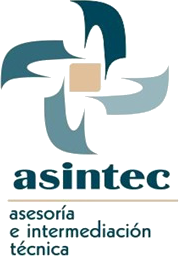 asintec
asesoría
e intermediación
técnica